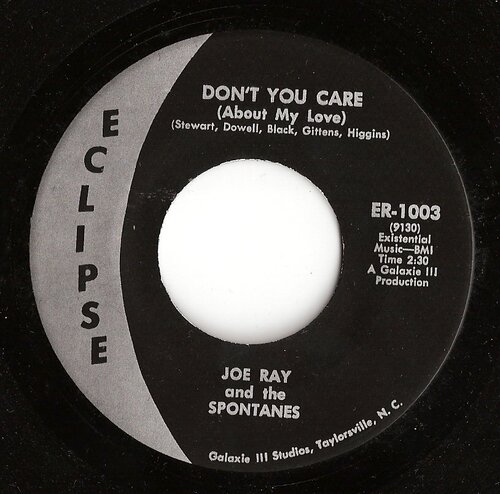 ECLIPSE
DON'T YOU CARE
(About My Love)
(Stewart, Dowell, Black, Gittens, Higgins)
ER-1003
(9130)
Existential
Music—BMI
Time 2:30
A Galaxie III
Production
JOE RAY
and the
SPONTANES
Galaxie III Studios, Taylorsville, N. C.